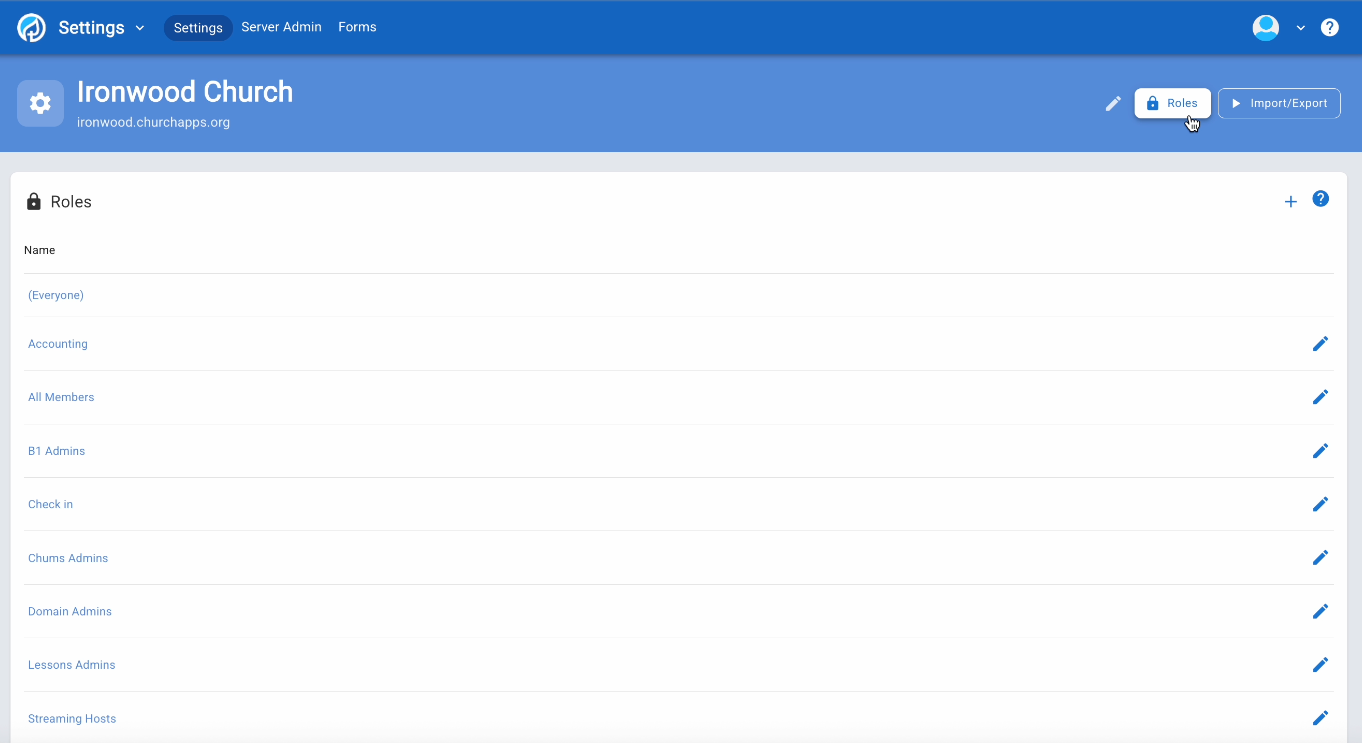 Settings Settings Server Admin Forms
Ironwood Church
ironwood.churchapps.org
Roles Import/Export
Roles
Name
(Everyone)
Accounting
All Members
B1 Admins
Check in
Chums Admins
Domain Admins
Lessons Admins
Streaming Hosts